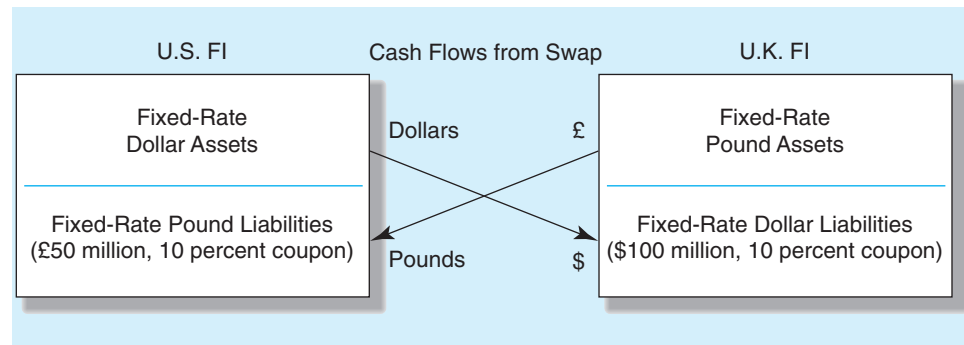 U.S. FI
Cash Flows from Swap
U.K. FI
Fixed-Rate
Dollar Assets
Dollars
£
Fixed-Rate
Pound Assets
Fixed-Rate Pound Liabilities
(£50 million, 10 percent coupon)
Pounds
$
Fixed-Rate Dollar Liabilities
($100 million, 10 percent coupon)